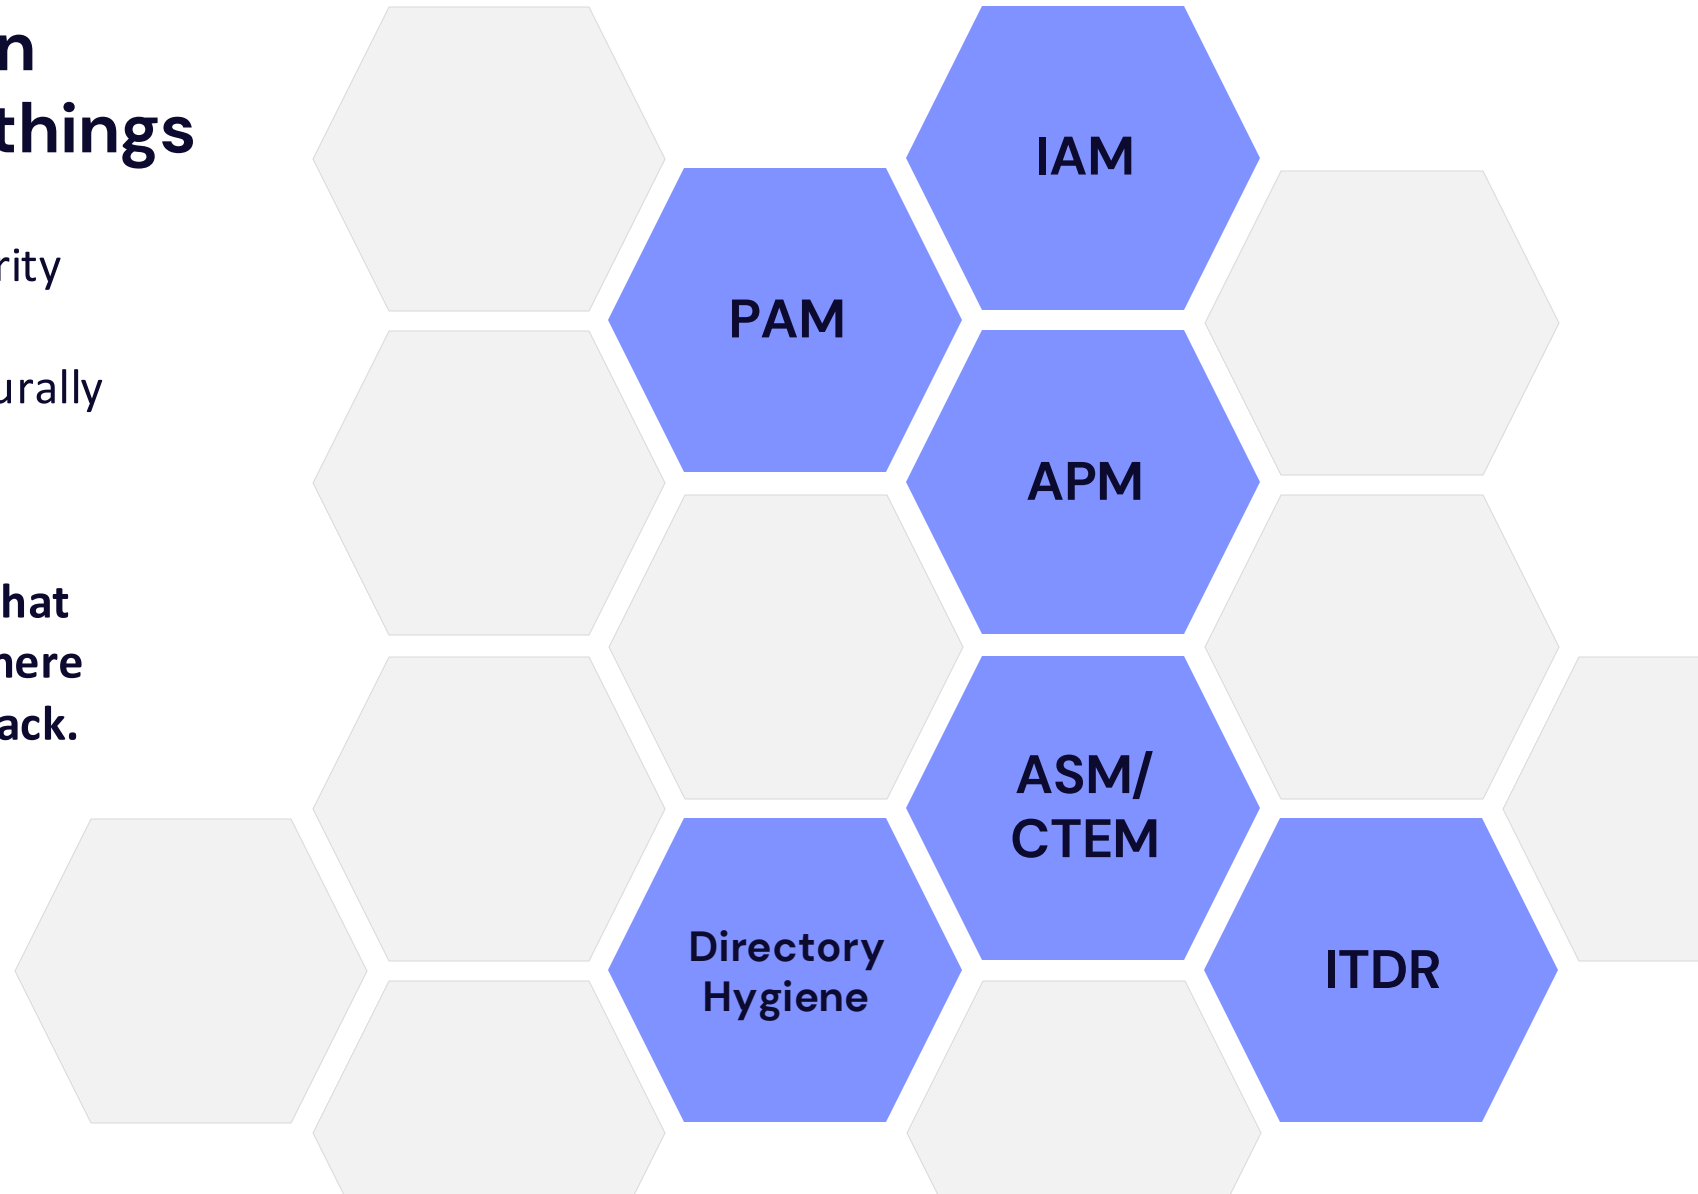 n
things
rity
urally
hat
here
ack.
IAM
PAM
APM
ASM/
CTEM
Directory
Hygiene
ITDR